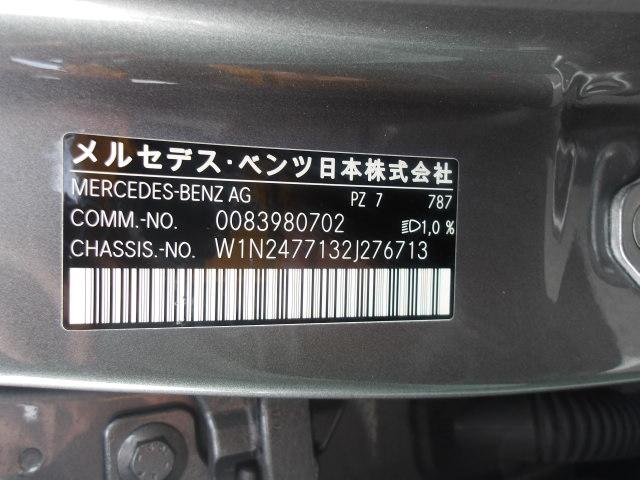 メルセデス・ベンツ日本株式会社
MERCEDES-BENZ AG PZ 7 787
COMM.-NO. 0083980702 1,0 %
CHASSIS.-NO. W1N2477132J276713